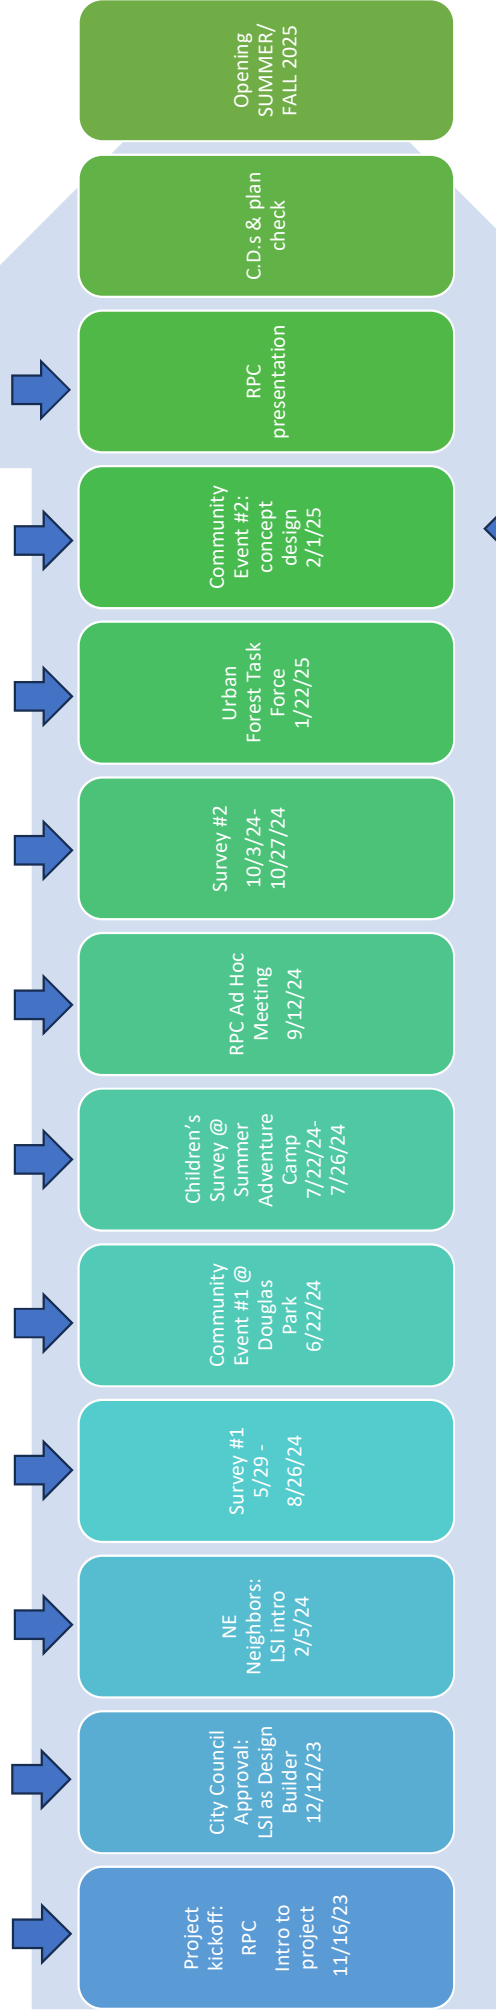 Project
kickoff:
RPC
Intro to
project
11/16/23
City Council
Approval:
LSI as Design
Builder
12/12/23
NE
Neighbors:
LSI intro
2/5/24
Survey #1
5/29 -
8/26/24
Community
Event #1 @
Douglas
Park
6/22/24
Children’s
Survey @
Summer
Adventure
Camp
7/22/24-
7/26/24
RPC Ad Hoc
Meeting
9/12/24
Survey #2
10/3/24-
10/27/24
Urban
Forest Task
Force
1/22/25
Community
Event #2:
concept
design
2/1/25
RPC
presentation
C.D.s & plan
check
Opening
SUMMER/
FALL 2025